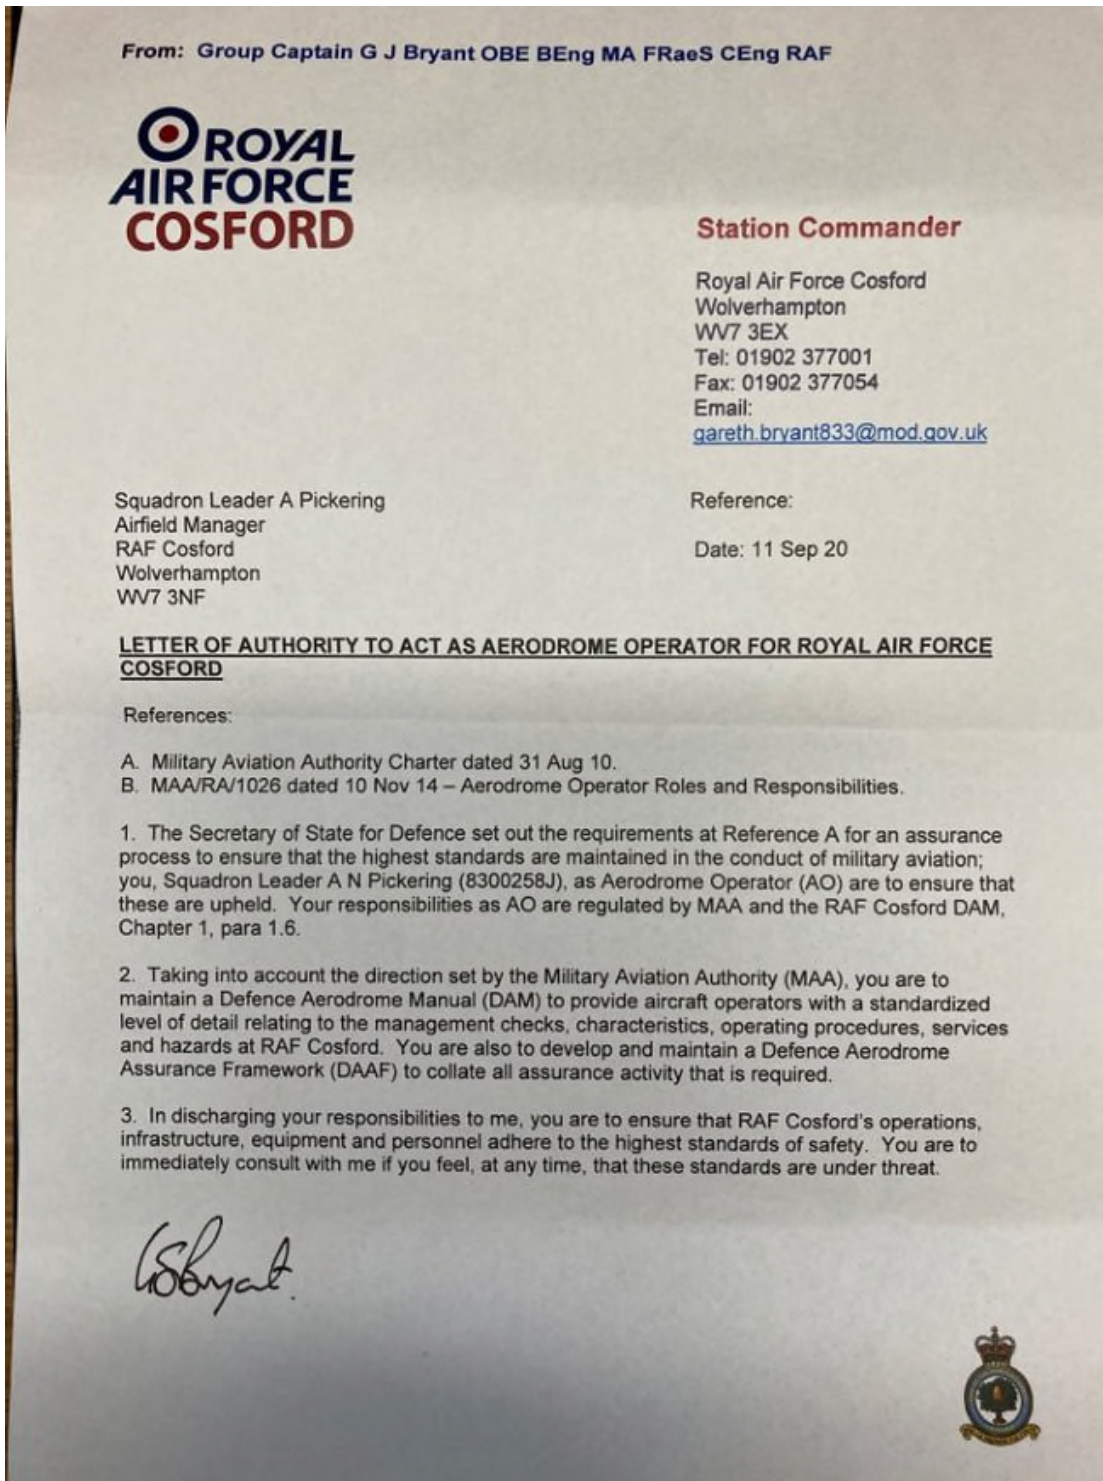 From: Group Captain G J Bryant OBE BEng MA FRaeS CEng RAF
ROYAL
AIR FORCE
COSFORD
Station Commander
Royal Air Force Cosford
Wolverhampton
WV7 3EX
Tel: 01902 377001
Fax: 01902 377054
Email:
gareth.bryant833@mod.gov.uk
Squadron Leader A Pickering
Airfield Manager
RAF Cosford
Wolverhampton
WV7 3NF
Reference:
Date: 11 Sep 20
LETTER OF AUTHORITY TO ACT AS AERODROME OPERATOR FOR ROYAL AIR FORCE
COSFORD
References:
A. Military Aviation Authority Charter dated 31 Aug 10.
B. MAA/RA/1026 dated 10 Nov 14 – Aerodrome Operator Roles and Responsibilities.
1. The Secretary of State for Defence set out the requirements at Reference A for an assurance
process to ensure that the highest standards are maintained in the conduct of military aviation;
you, Squadron Leader A N Pickering (8300258J), as Aerodrome Operator (AO) are to ensure that
these are upheld. Your responsibilities as AO are regulated by MAA and the RAF Cosford DAM,
Chapter 1, para 1.6.
2. Taking into account the direction set by the Military Aviation Authority (MAA), you are to
maintain a Defence Aerodrome Manual (DAM) to provide aircraft operators with a standardized
level of detail relating to the management checks, characteristics, operating procedures, services
and hazards at RAF Cosford. You are also to develop and maintain a Defence Aerodrome
Assurance Framework (DAAF) to collate all assurance activity that is required.
3. In discharging your responsibilities to me, you are to ensure that RAF Cosford's operations,
infrastructure, equipment and personnel adhere to the highest standards of safety. You are to
immediately consult with me if you feel, at any time, that these standards are under threat.